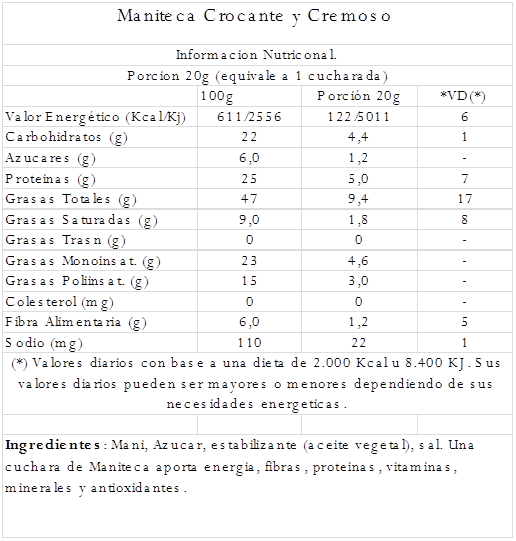 Maniteca Crocante y Cremoso
Informacion Nutriconal.
Porcion 20g (equivale a 1 cucharada)
100g Porción 20g *VD(*)
Valor Energético (Kcal/Kj) 611/2556 122/5011 6
Carbohidratos (g) 22 4,4 1
Azucares (g) 6,0 1,2 -
Proteinas (g) 25 5,0 7
Grasas Totales (g) 47 9,4 17
Grasas Saturadas (g) 9,0 1,8 8
Grasas Trasn (g) 0 0 -
Grasas Monoinsat. (g) 23 4,6 -
Grasas Poliinsat. (g) 15 3,0 -
Colesterol (mg) 0 0 -
Fibra Alimentaria (g) 6,0 1,2 5
Sodio (mg) 110 22 1
(*) Valores diarios con base a una dieta de 2.000 Kcal u 8.400 KJ. Sus
valores diarios pueden ser mayores o menores dependiendo de sus
necesidades energeticas.
Ingredientes: Mani, Azucar, estabilizante (aceite vegetal), sal. Una
cuchara de Maniteca aporta energia, fibras, proteinas, vitaminas,
minerales y antioxidantes.